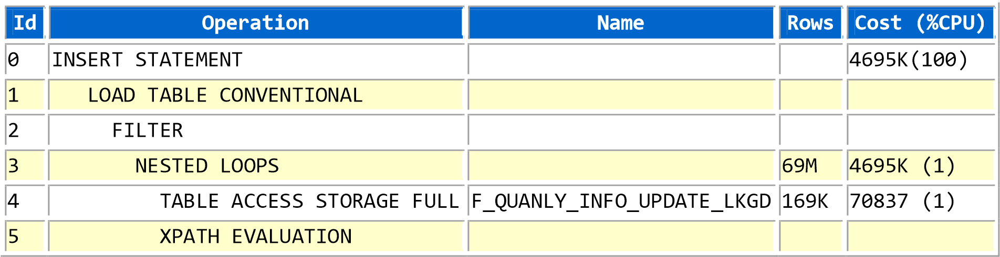 Id Operation Name Rows Cost (%CPU)
0 INSERT STATEMENT 4695K(100)
1 LOAD TABLE CONVENTIONAL
2 FILTER
3 NESTED LOOPS 69M 4695K (1)
4 TABLE ACCESS STORAGE FULL F_QUANLY_INFO_UPDATE_LKGD 169K 70837 (1)
5 XPATH EVALUATION